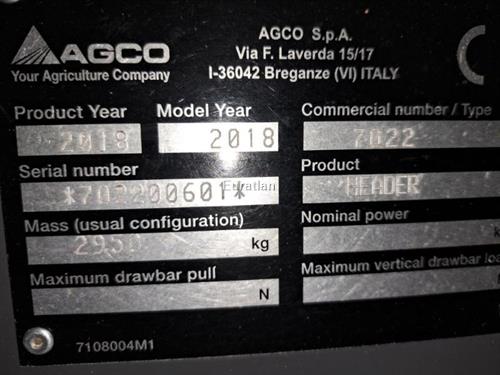 AGCO
Your Agriculture Company
AGCO S.p.A.
Via F. Laverda 15/17
I-36042 Breganze (VI) ITALY
CE
Product Year
2018
Model Year
2018
Commercial number / Type
7022
Serial number
*702200601*
Product
HEADER
Euratlan
Mass (usual configuration)
2950 kg
Nominal power
Maximum drawbar pull
N
Maximum vertical drawbar
7108004M1